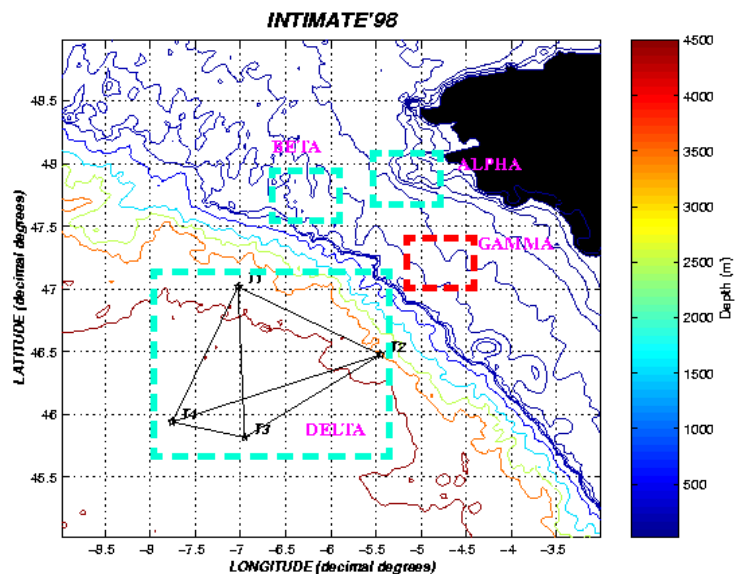 INTIMATE'98
LATITUDE (decimal degrees)
48.5
48
47.5
47
46.5
46
45.5
BETA
ALPHA
GAMMA
T1
T2
T4
T3
DELTA
−8.5 −8 −7.5 −7 −6.5 −6 −5.5 −5 −4.5 −4 −3.5 −3
LONGITUDE (decimal degrees)
4500
4000
3500
3000
2500
2000
1500
1000
500
Depth (m)